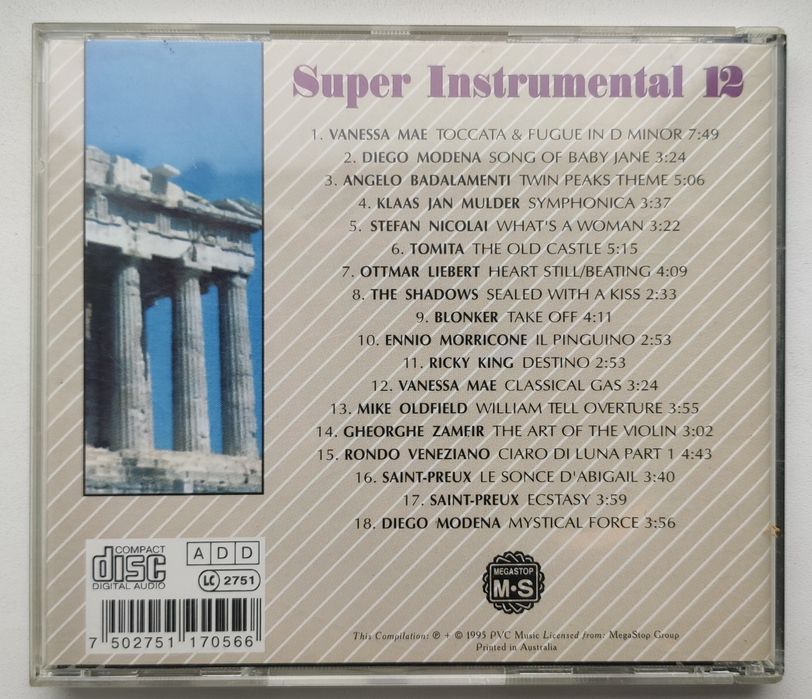 Super Instrumental 12
1. VANESSA MAE TOCCATA & FUGUE IN D MINOR 7:49
2. DIEGO MODENA SONG OF BABY JANE 3:24
3. ANGELO BADALAMENTI TWIN PEAKS THEME 5:06
4. KLAAS JAN MULDER SYMPHONICA 3:37
5. STEFAN NICOLAI WHAT'S A WOMAN 3:22
6. TOMITA THE OLD CASTLE 5:15
7. OTTMAR LIEBERT HEART STILL/BEATING 4:09
8. THE SHADOWS SEALED WITH A KISS 2:33
9. BLONKER TAKE OFF 4:11
10. ENNIO MORRICONE IL PINGUINO 2:53
11. RICKY KING DESTINO 2:53
12. VANESSA MAE CLASSICAL GAS 3:24
13. MIKE OLDFIELD WILLIAM TELL OVERTURE 3:55
14. GHEORGHE ZAMFIR THE ART OF THE VIOLIN 3:02
15. RONDO VENEZIANO CIARO DI LUNA PART 1 4:43
16. SAINT-PREUX LE SONCE D'ABIGAIL 3:40
17. SAINT-PREUX ECSTASY 3:59
18. DIEGO MODENA MYSTICAL FORCE 3:56
COMPACT
disc
DIGITAL AUDIO
A D D
LC 2751
7 502751 170566
MEGASTOP
M·S
This Compilation: ℗ + © 1995 PVC Music Licensed from: MegaStop Group
Printed in Australia